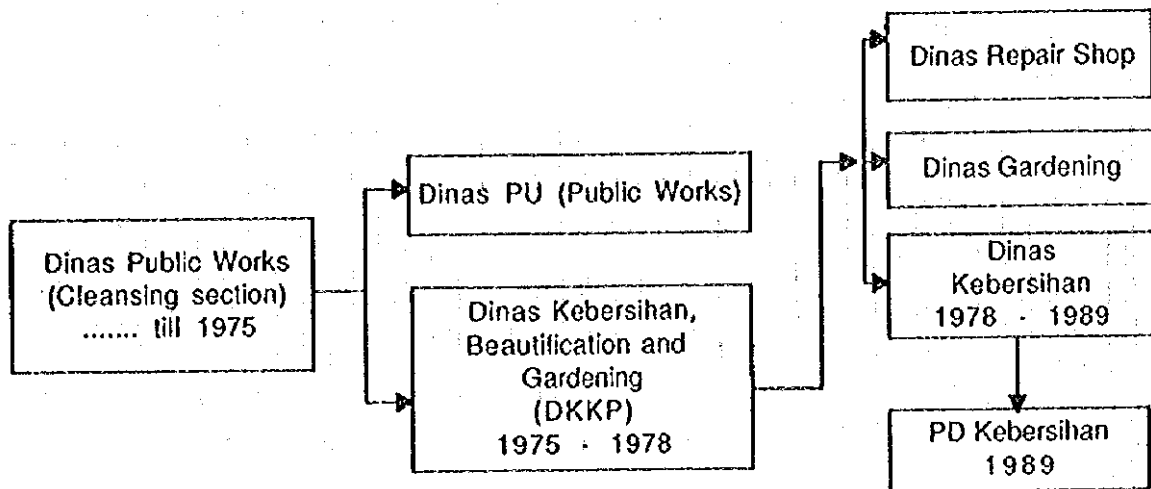 Dinas Public Works
(Cleansing section)
....... till 1975
Dinas PU (Public Works)
Dinas Kebersihan,
Beautification and
Gardening
(DKKP)
1975 - 1978
Dinas Repair Shop
Dinas Gardening
Dinas
Kebersihan
1978 - 1989
PD Kebersihan
1989